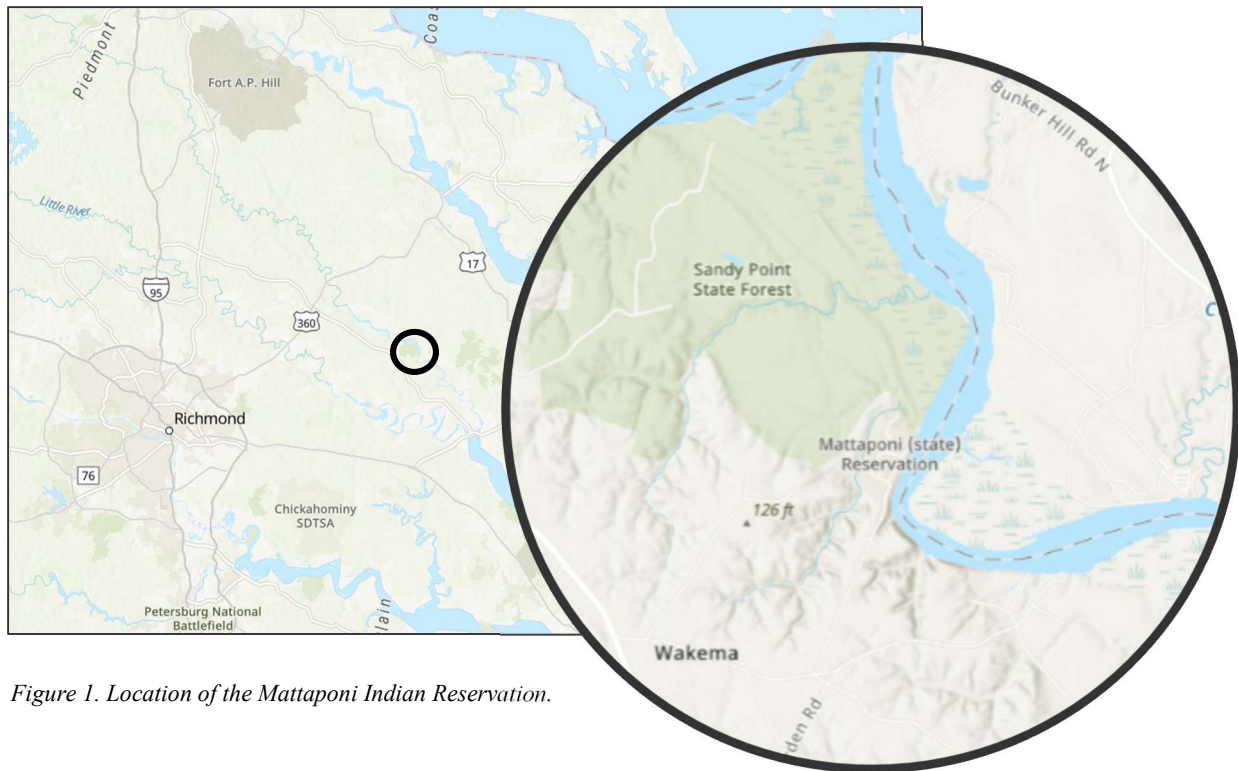 Piedmont
Coas
Fort A.P. Hill
Little River
17
95
360
Richmond
76
Chickahominy
SDTSA
Petersburg National
Battlefield
lain
Bunker Hill Rd N
Sandy Point
State Forest
C
Mattaponi (state)
Reservation
126 ft
Wakema
den Rd
Figure 1. Location of the Mattaponi Indian Reservation.